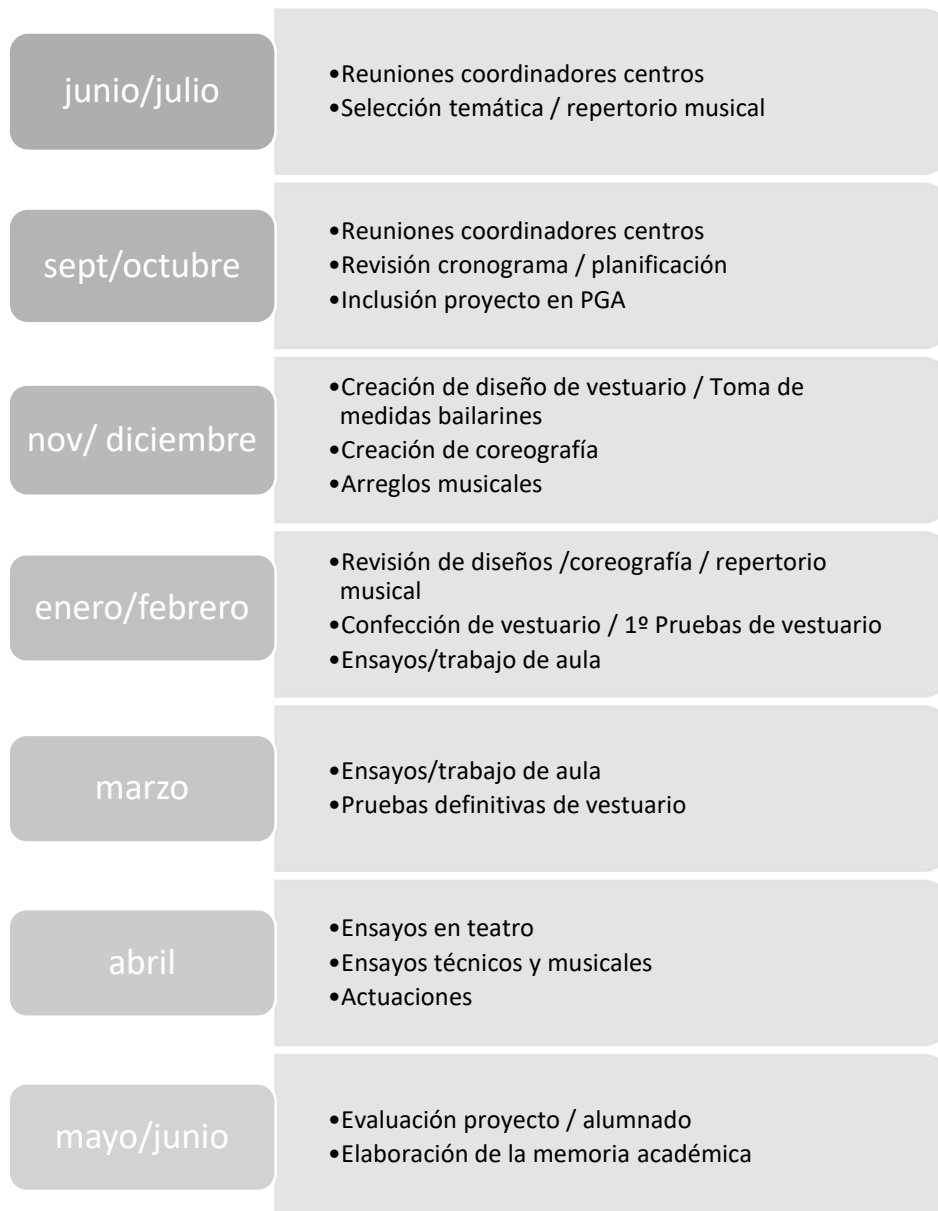 junio/julio
•Reuniones coordinadores centros
•Selección temática / repertorio musical
sept/octubre
•Reuniones coordinadores centros
•Revisión cronograma / planificación
•Inclusión proyecto en PGA
nov/ diciembre
•Creación de diseño de vestuario / Toma de
medidas bailarines
•Creación de coreografía
•Arreglos musicales
enero/febrero
•Revisión de diseños /coreografía / repertorio
musical
•Confección de vestuario / 1º Pruebas de vestuario
•Ensayos/trabajo de aula
marzo
•Ensayos/trabajo de aula
•Pruebas definitivas de vestuario
abril
•Ensayos en teatro
•Ensayos técnicos y musicales
•Actuaciones
mayo/junio
•Evaluación proyecto / alumnado
•Elaboración de la memoria académica